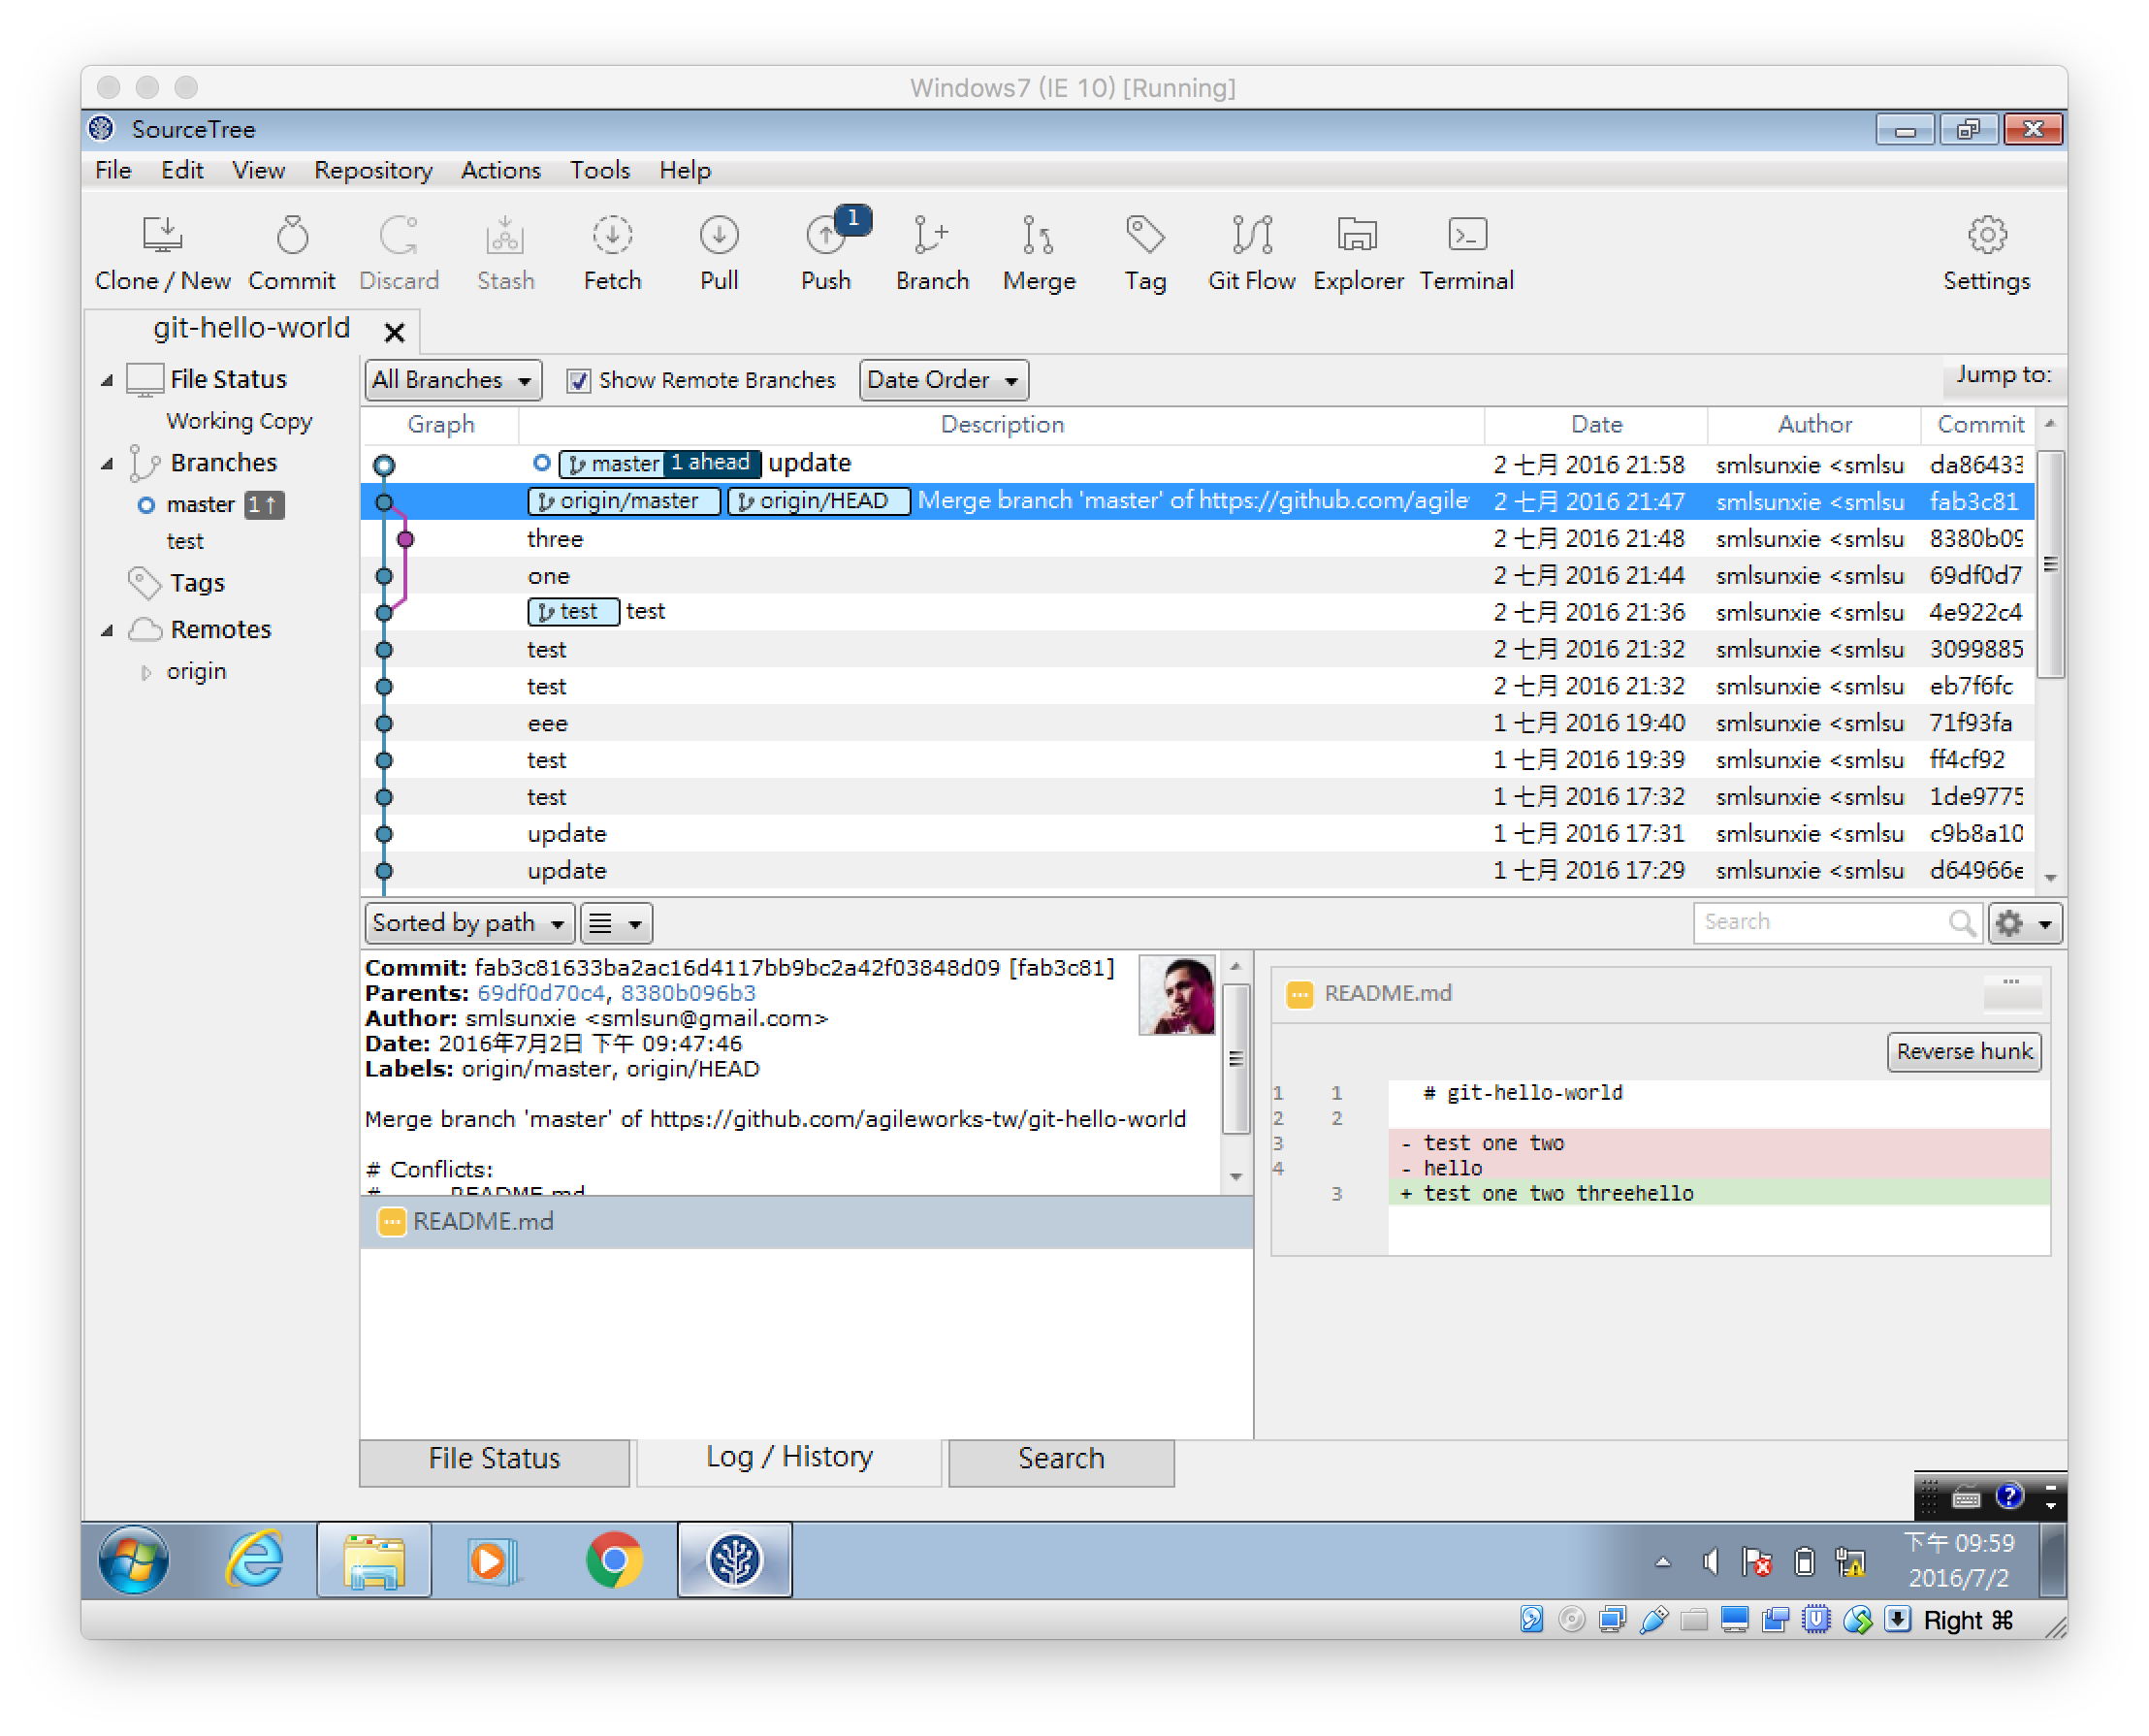 Windows7 (IE 10) [Running]
SourceTree
File Edit View Repository Actions Tools Help
1
Clone / New Commit Discard Stash Fetch Pull Push Branch Merge Tag Git Flow Explorer Terminal Settings
git-hello-world
File Status
Working Copy
Branches
master 1↑
test
Tags
Remotes
origin
All Branches Show Remote Branches Date Order Jump to:
Graph Description Date Author Commit
master 1 ahead update 2 七月 2016 21:58 smlsunxie <smlsu da86433
origin/master origin/HEAD Merge branch 'master' of https://github.com/agile 2 七月 2016 21:47 smlsunxie <smlsu fab3c81
three 2 七月 2016 21:48 smlsunxie <smlsu 8380b09
one 2 七月 2016 21:44 smlsunxie <smlsu 69df0d7
test test 2 七月 2016 21:36 smlsunxie <smlsu 4e922c4
test 2 七月 2016 21:32 smlsunxie <smlsu 3099885
test 2 七月 2016 21:32 smlsunxie <smlsu eb7f6fc
eee 1 七月 2016 19:40 smlsunxie <smlsu 71f93fa
test 1 七月 2016 19:39 smlsunxie <smlsu ff4cf92
test 1 七月 2016 17:32 smlsunxie <smlsu 1de9775
update 1 七月 2016 17:31 smlsunxie <smlsu c9b8a10
update 1 七月 2016 17:29 smlsunxie <smlsu d64966e
Sorted by path Search
Commit: fab3c81633ba2ac16d4117bb9bc2a42f03848d09 [fab3c81]
Parents: 69df0d70c4, 8380b096b3
Author: smlsunxie <smlsun@gmail.com>
Date: 2016年7月2日 下午 09:47:46
Labels: origin/master, origin/HEAD
Merge branch 'master' of https://github.com/agileworks-tw/git-hello-world
# Conflicts:
# README.md
README.md
README.md
Reverse hunk
1 1 # git-hello-world
2 2
3 - test one two
4 - hello
3 + test one two threehello
File Status Log / History Search
下午 09:59
2016/7/2
Right ⌘